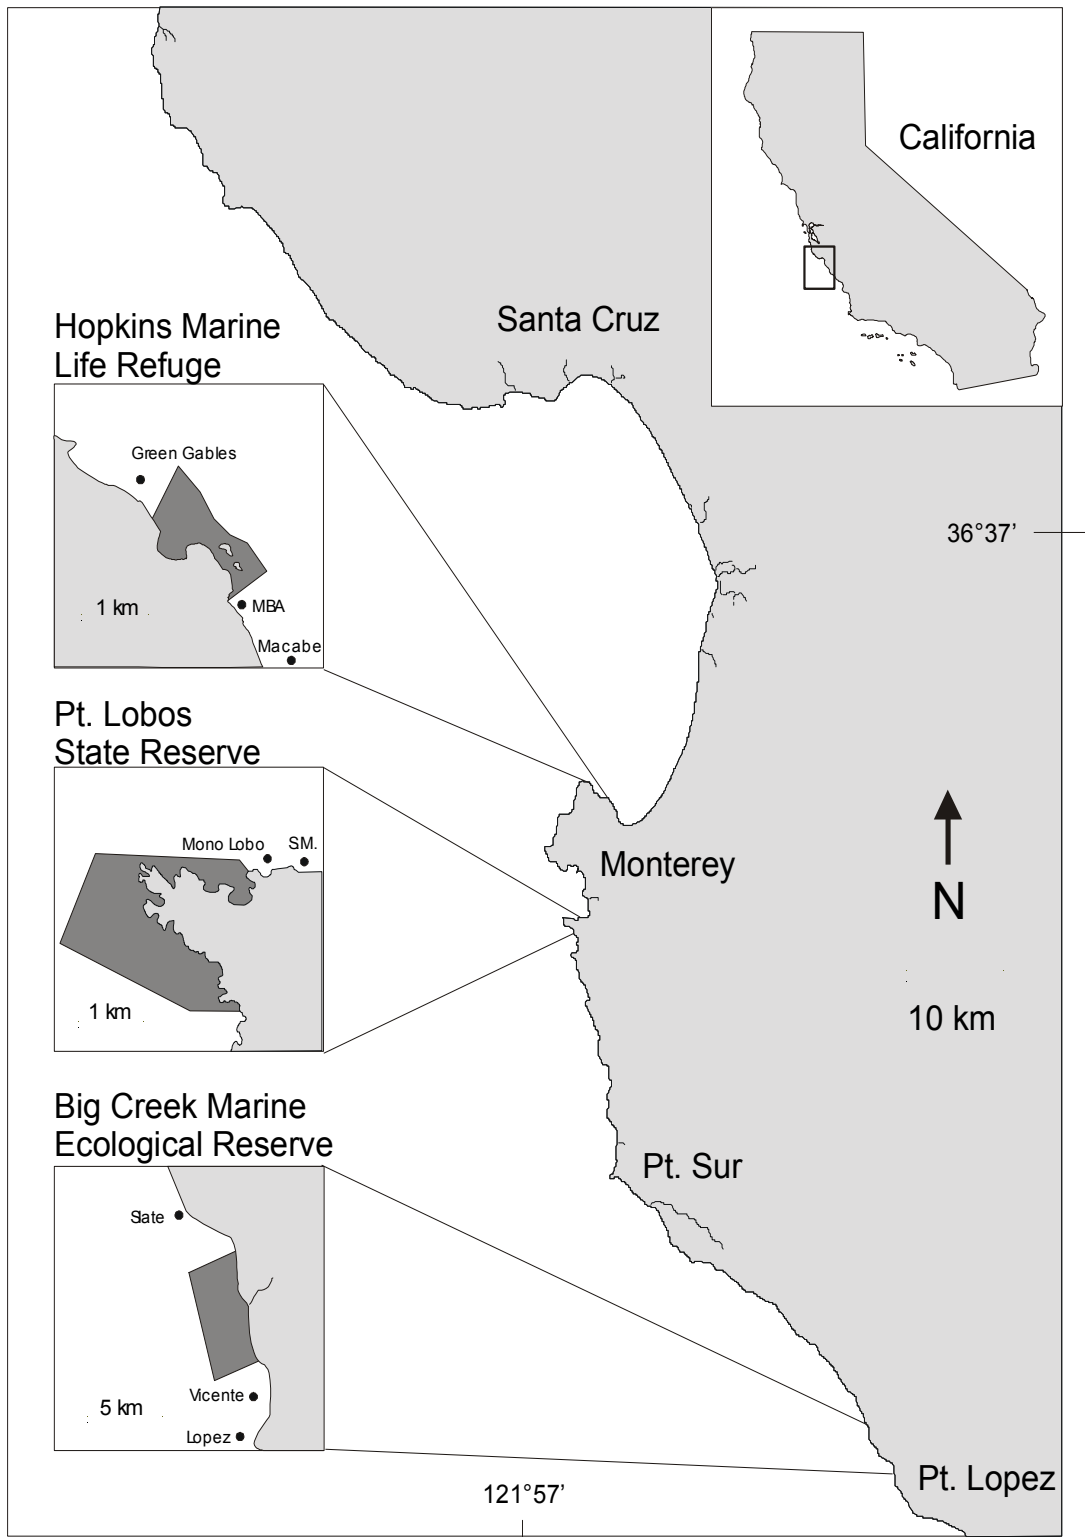 California
Santa Cruz
Hopkins Marine
Life Refuge
Green Gables
36°37'
1 km
MBA
Macabe
Pt. Lobos
State Reserve
Mono Lobo
S.M.
Monterey
N
1 km
10 km
Big Creek Marine
Ecological Reserve
Pt. Sur
Slate
Vicente
5 km
Lopez
Pt. Lopez
121°57'